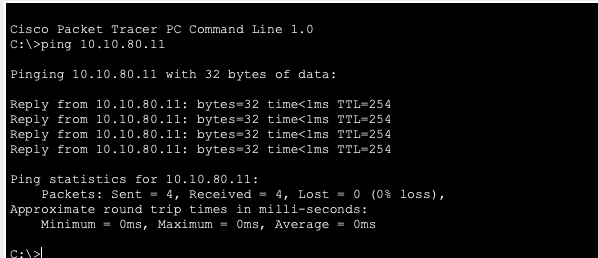 Cisco Packet Tracer PC Command Line 1.0
C:\>ping 10.10.80.11
Pinging 10.10.80.11 with 32 bytes of data:
Reply from 10.10.80.11: bytes=32 time<1ms TTL=254
Reply from 10.10.80.11: bytes=32 time<1ms TTL=254
Reply from 10.10.80.11: bytes=32 time<1ms TTL=254
Reply from 10.10.80.11: bytes=32 time<1ms TTL=254
Ping statistics for 10.10.80.11:
Packets: Sent = 4, Received = 4, Lost = 0 (0% loss),
Approximate round trip times in milli-seconds:
Minimum = 0ms, Maximum = 0ms, Average = 0ms
C:\>